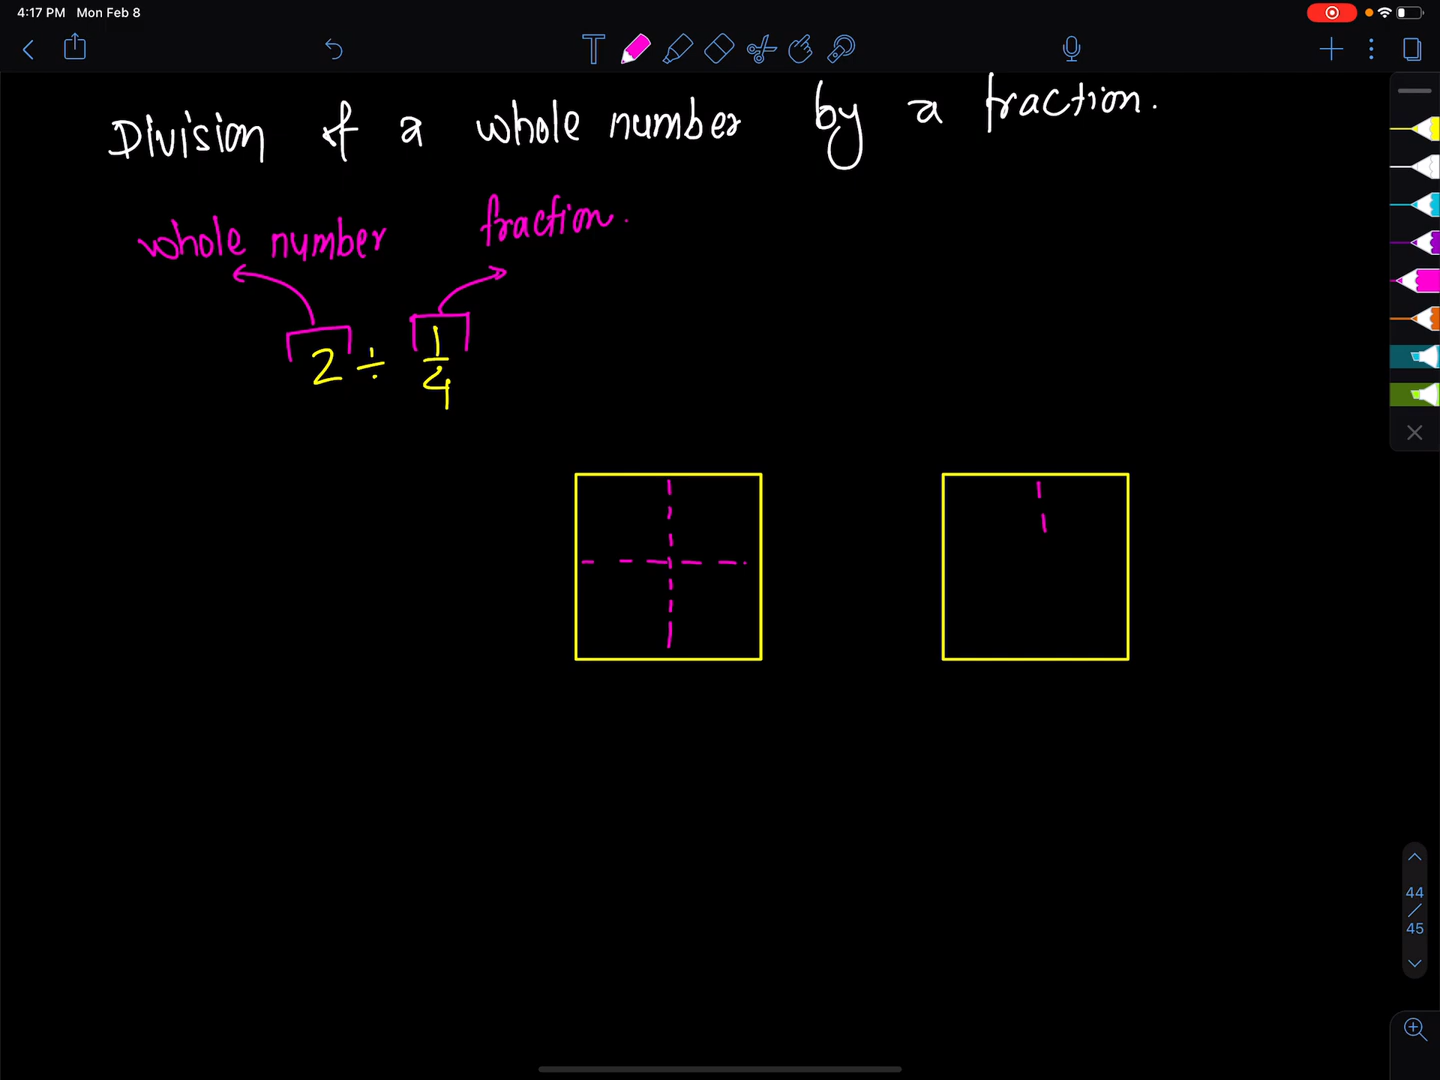 4:17 PM Mon Feb 8
T
Division of a whole number by a fraction.
whole number fraction.
2 ÷ 1/4
44
/
45